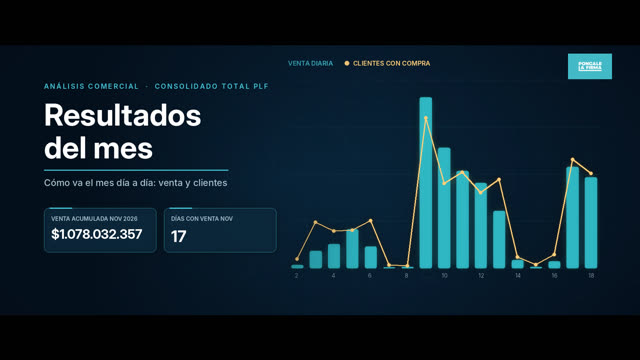 VENTA DIARIA
CLIENTES CON COMPRA
PÓNGALE
LA FIRMA
ANÁLISIS COMERCIAL · CONSOLIDADO TOTAL PLF
Resultados
del mes
Cómo va el mes día a día: venta y clientes
VENTA ACUMULADA NOV 2026
$1.078.032.357
DÍAS CON VENTA NOV
17
2 4 6 8 10 12 14 16 18